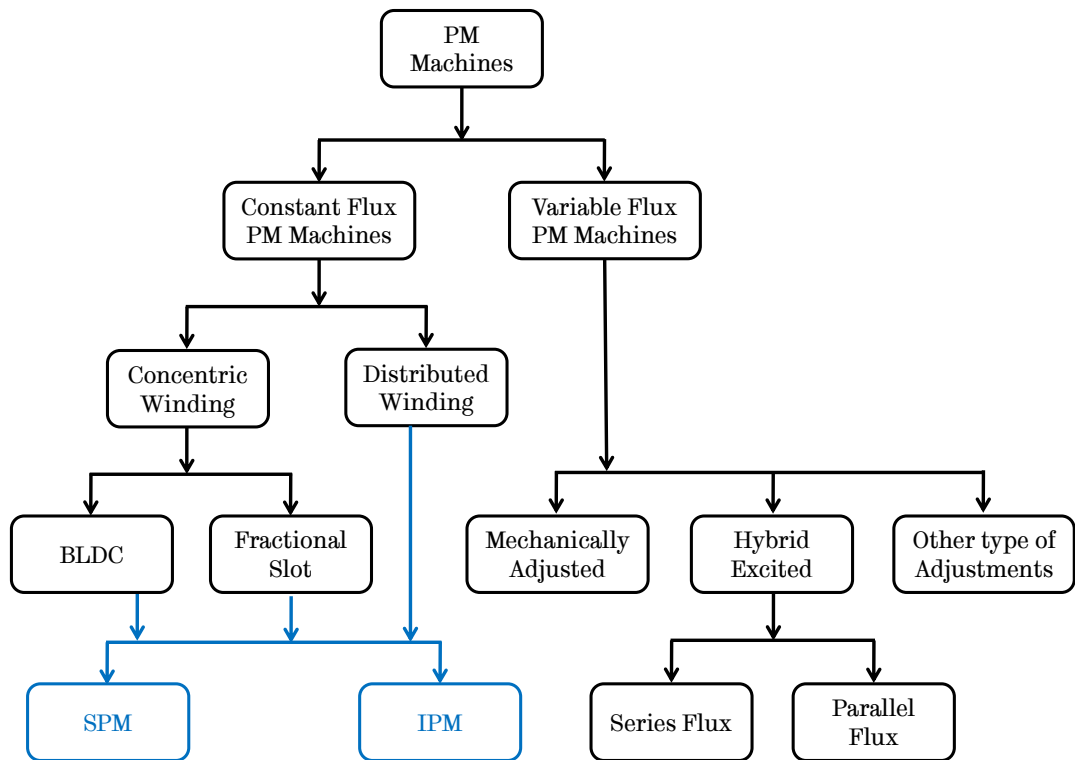 PM
Machines
Constant Flux
PM Machines
Variable Flux
PM Machines
Concentric
Winding
Distributed
Winding
BLDC
Fractional
Slot
Mechanically
Adjusted
Hybrid
Excited
Other type of
Adjustments
SPM
IPM
Series Flux
Parallel
Flux